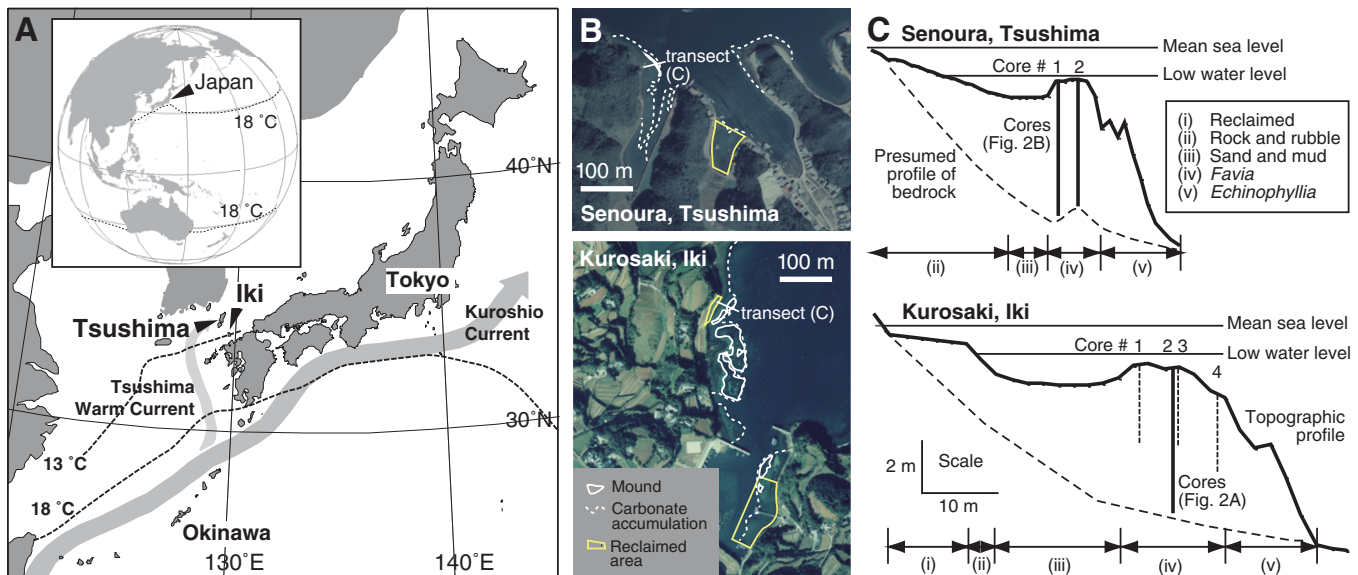 A
Japan
18 ˚C
18 ˚C
40˚N
Tokyo
Iki
Tsushima
Kuroshio
Current
Tsushima
Warm Current
30˚N
13 ˚C
18 ˚C
Okinawa
130˚E
140˚E
B
transect
(C)
100 m
Senoura, Tsushima
Kurosaki, Iki
100 m
transect (C)
Mound
Carbonate
accumulation
Reclaimed
area
C
Senoura, Tsushima
Mean sea level
Core # 1 2
Low water level
Cores
(Fig. 2B)
Presumed
profile of
bedrock
(i) Reclaimed
(ii) Rock and rubble
(iii) Sand and mud
(iv) Favia
(v) Echinophyllia
(ii) (iii) (iv) (v)
Kurosaki, Iki
Mean sea level
Core # 1 2 3
Low water level
4
Topographic
profile
2 m
Scale
10 m
Cores
(Fig. 2A)
(i) (ii) (iii) (iv) (v)